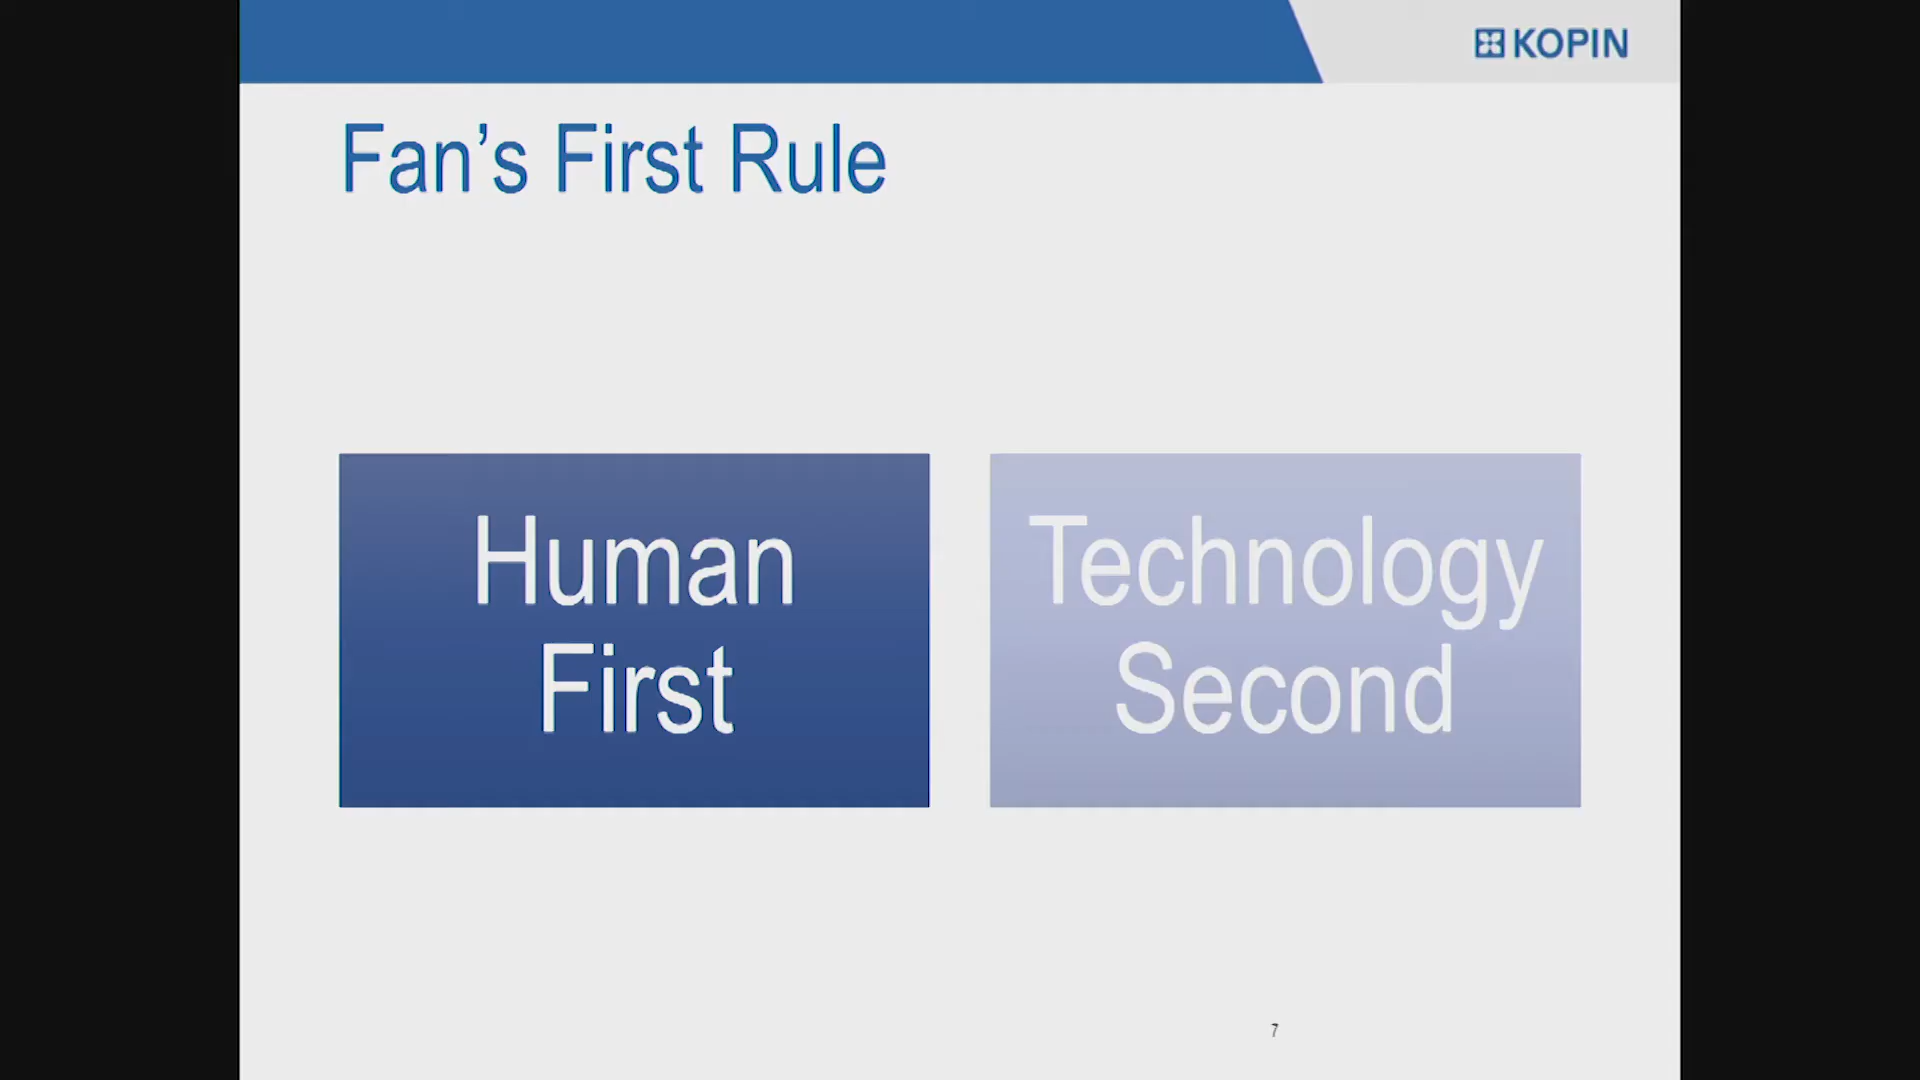 KOPIN
Fan’s First Rule
Human
First
Technology
Second
7